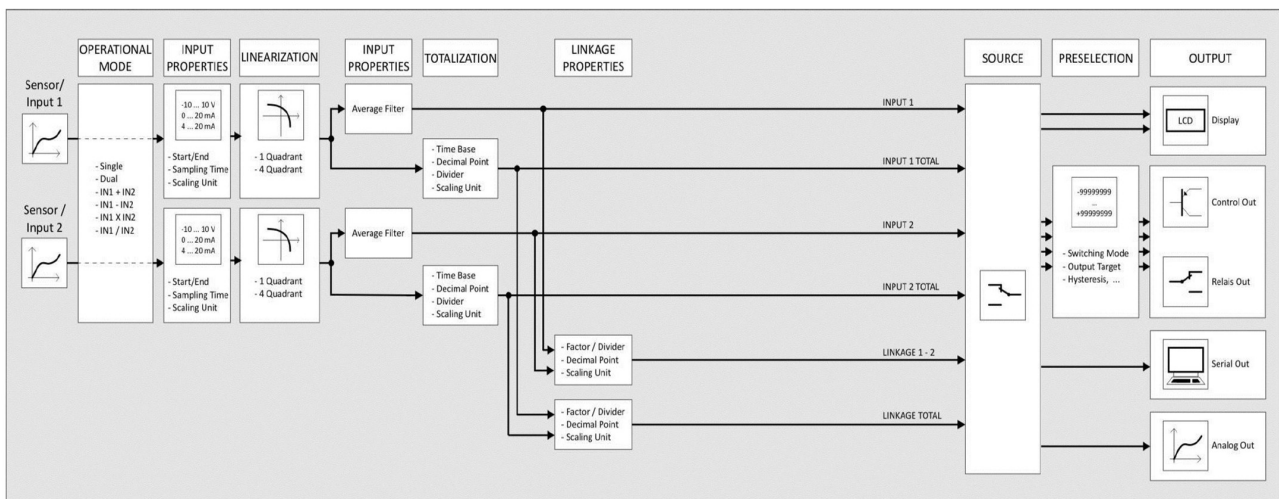 OPERATIONAL
MODE
INPUT
PROPERTIES
LINEARIZATION
INPUT
PROPERTIES
TOTALIZATION
LINKAGE
PROPERTIES
SOURCE
PRESELECTION
OUTPUT
Sensor/
Input 1
- Single
- Dual
- IN1 + IN2
- IN1 - IN2
- IN1 X IN2
- IN1 / IN2
-10 ... 10 V
0 ... 20 mA
4 ... 20 mA
- Start/End
- Sampling Time
- Scaling Unit
- 1 Quadrant
- 4 Quadrant
Average Filter
- Time Base
- Decimal Point
- Divider
- Scaling Unit
INPUT 1
INPUT 1 TOTAL
Sensor /
Input 2
-10 ... 10 V
0 ... 20 mA
4 ... 20 mA
- Start/End
- Sampling Time
- Scaling Unit
- 1 Quadrant
- 4 Quadrant
Average Filter
- Time Base
- Decimal Point
- Divider
- Scaling Unit
INPUT 2
INPUT 2 TOTAL
- Factor / Divider
- Decimal Point
- Scaling Unit
LINKAGE 1 - 2
- Factor / Divider
- Decimal Point
- Scaling Unit
LINKAGE TOTAL
-99999999
...
+99999999
- Switching Mode
- Output Target
- Hysteresis, ...
LCD
Display
Control Out
Relais Out
Serial Out
Analog Out